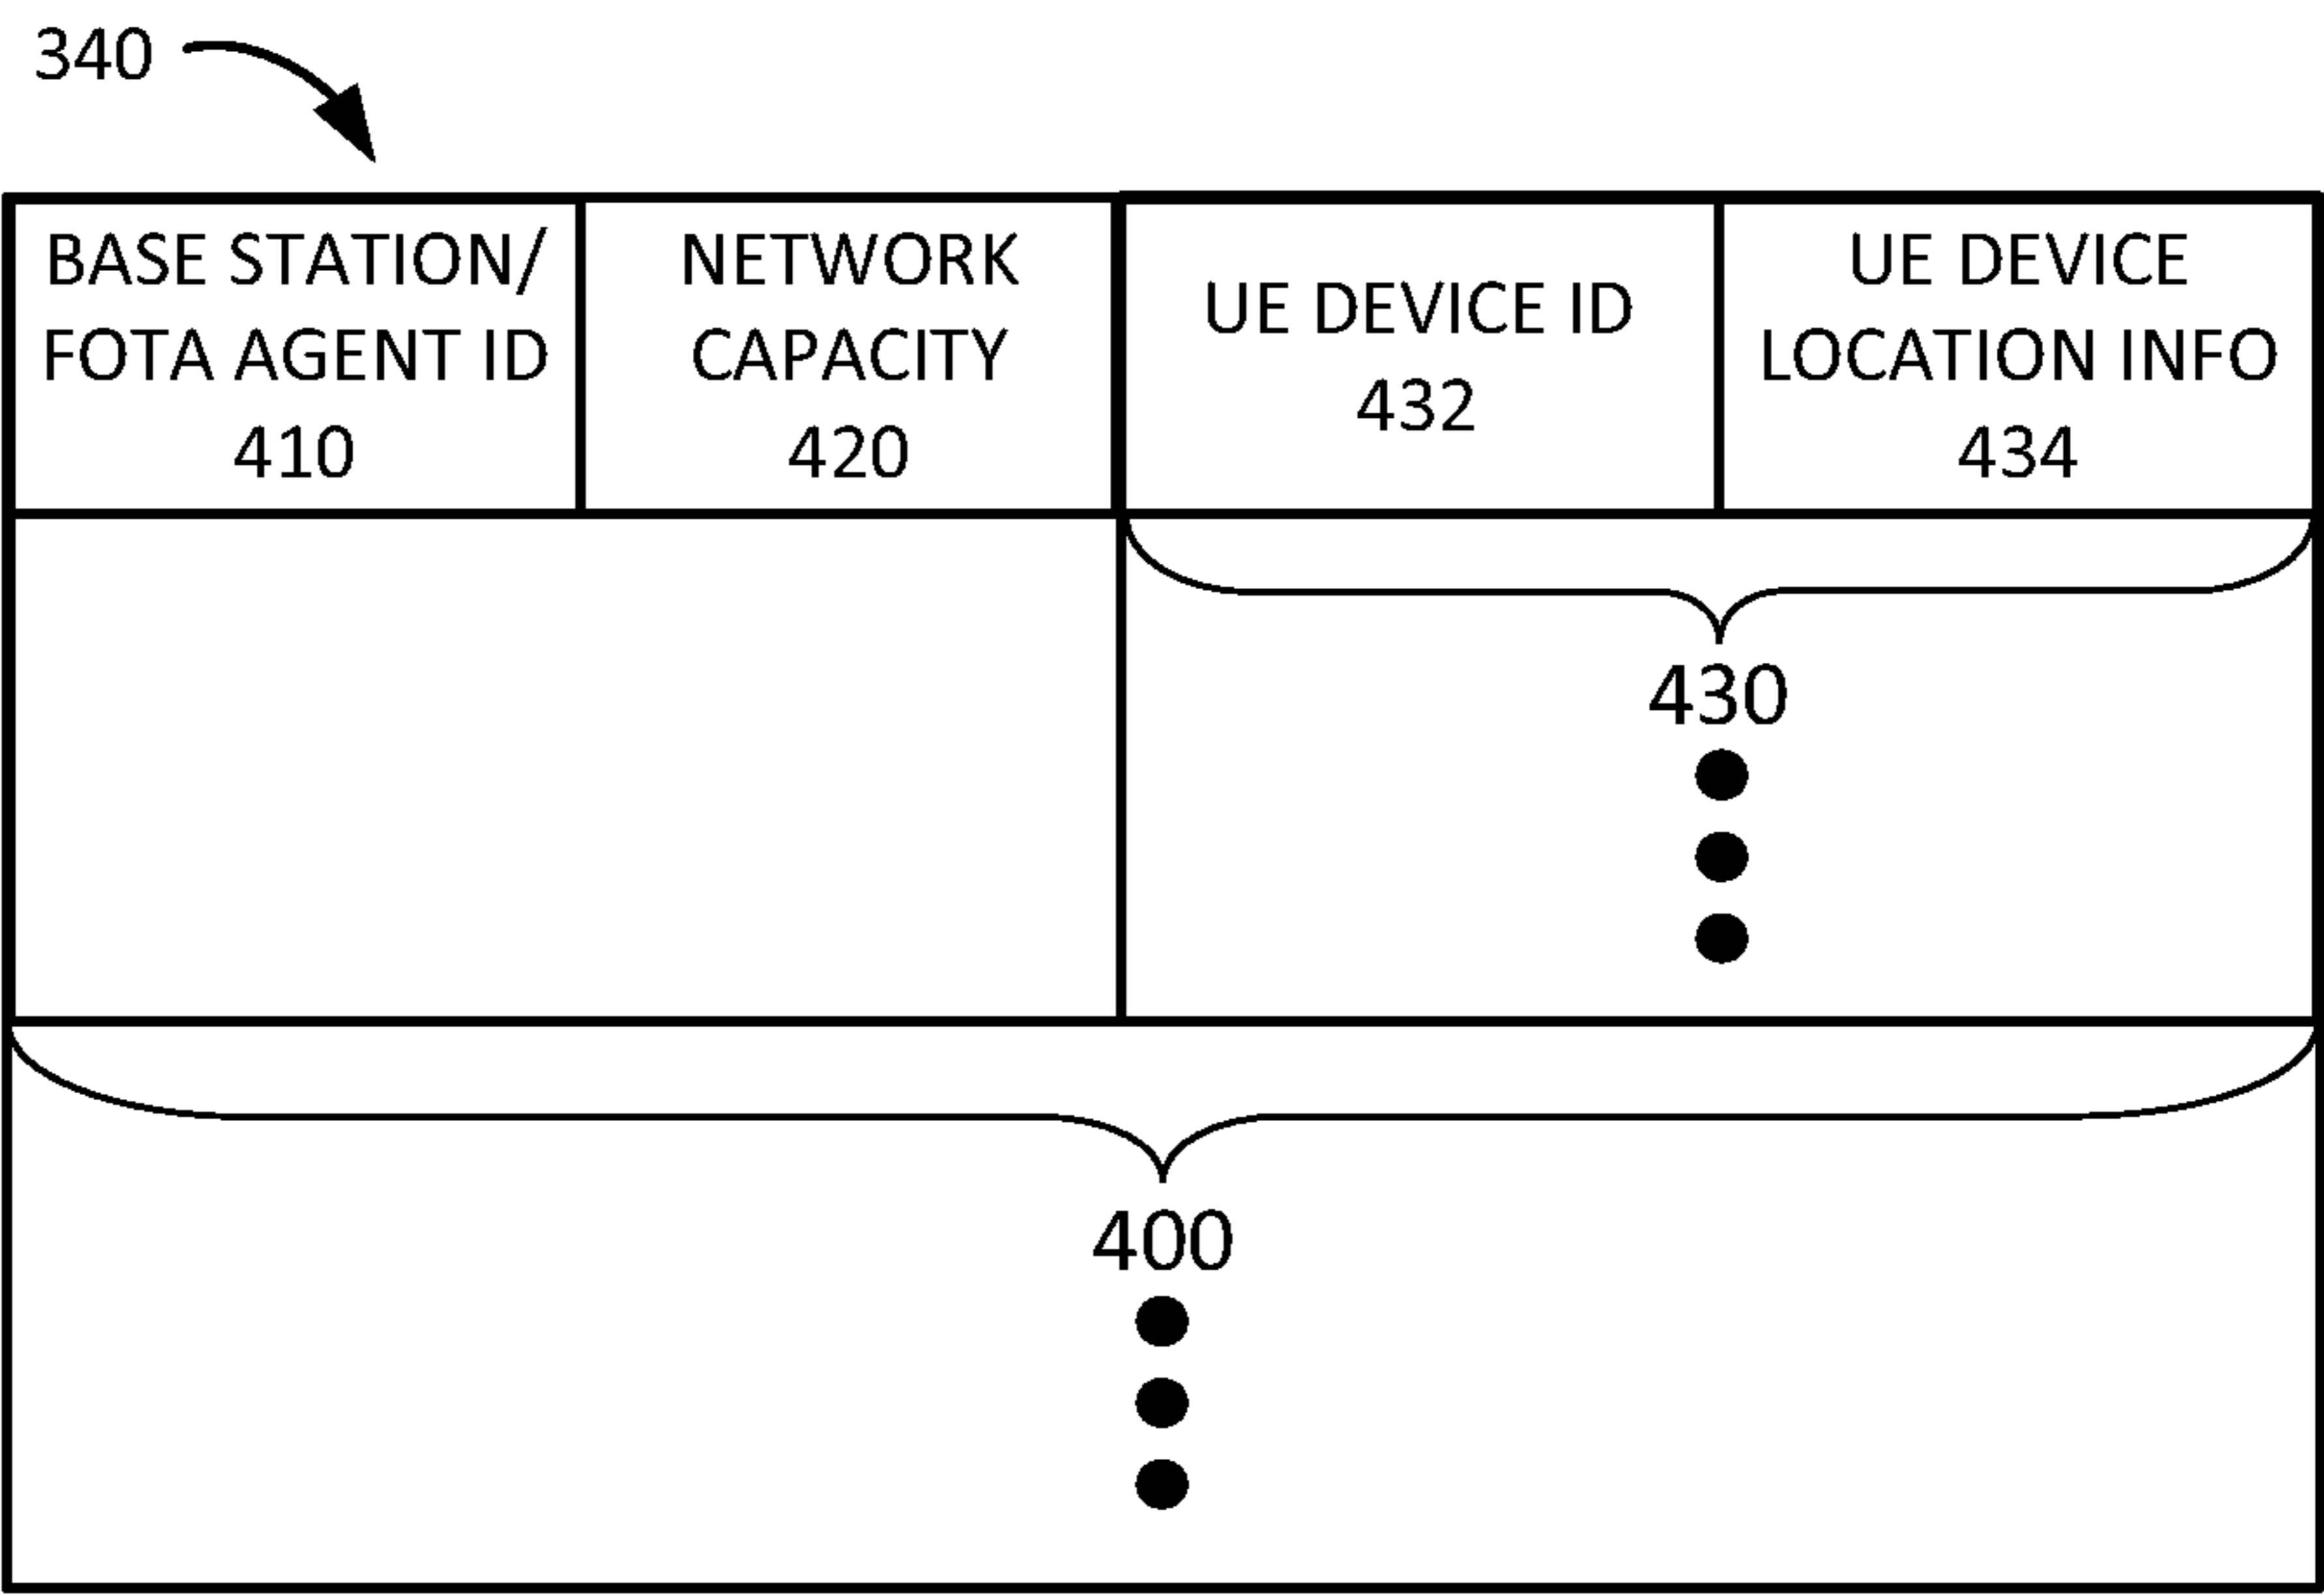 340
BASE STATION/
FOTA AGENT ID
410
NETWORK
CAPACITY
420
UE DEVICE ID
432
UE DEVICE
LOCATION INFO
434
430
400